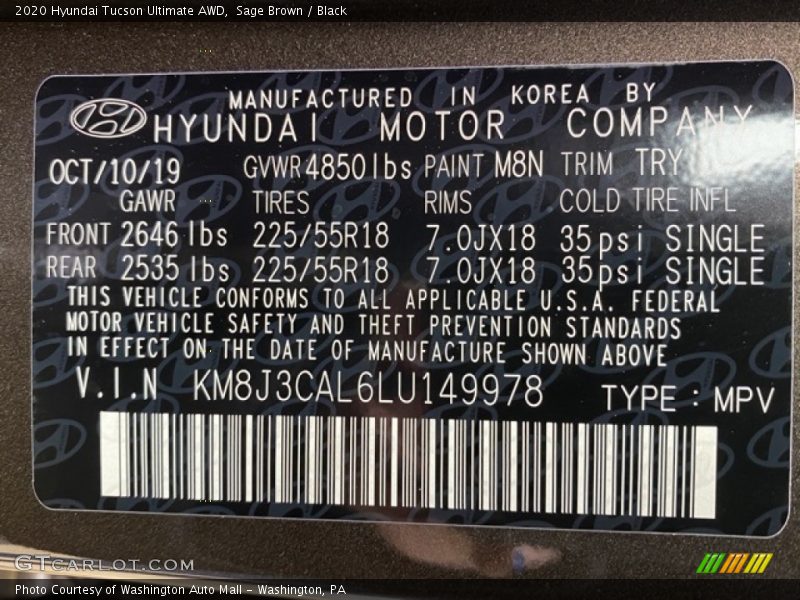 2020 Hyundai Tucson Ultimate AWD,  Sage Brown / Black
MANUFACTURED IN KOREA BY
HYUNDAI MOTOR COMPANY
OCT/10/19 GVWR 4850 lbs PAINT M8N TRIM TRY
GAWR TIRES RIMS COLD TIRE INFL
FRONT 2646 lbs 225/55R18 7.0JX18 35psi SINGLE
REAR 2535 lbs 225/55R18 7.0JX18 35psi SINGLE
THIS VEHICLE CONFORMS TO ALL APPLICABLE U.S.A. FEDERAL
MOTOR VEHICLE SAFETY AND THEFT PREVENTION STANDARDS
IN EFFECT ON THE DATE OF MANUFACTURE SHOWN ABOVE
V.I.N KM8J3CAL6LU149978 TYPE : MPV
GTCARLOT.COM
Photo Courtesy of Washington Auto Mall - Washington, PA